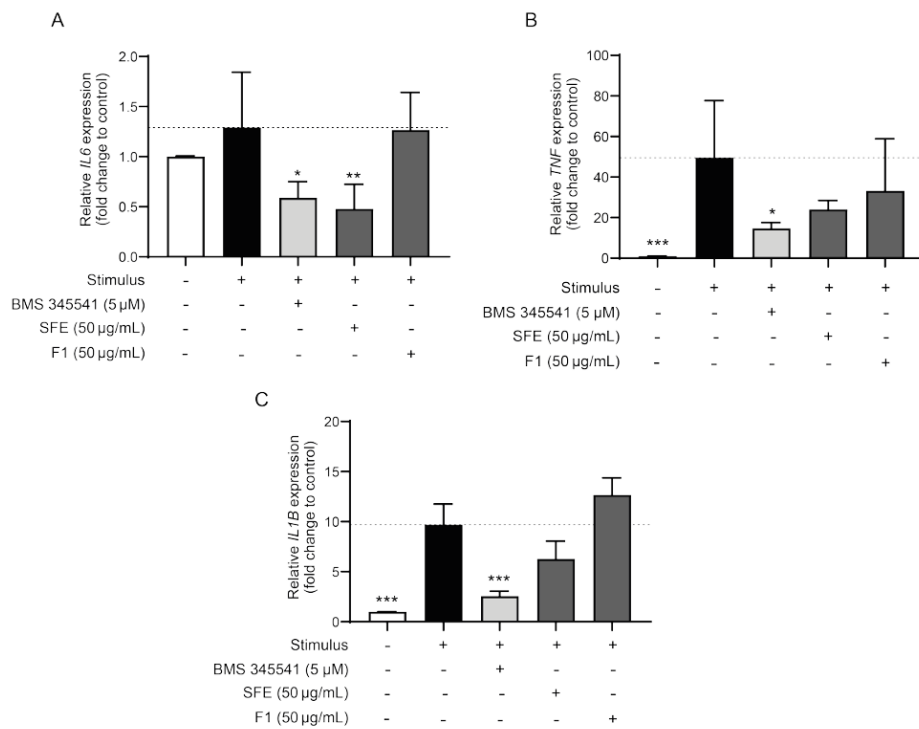 A
Relative IL6 expression
(fold change to control)
2.0
1.5
1.0
0.5
0.0
* **
Stimulus - + + + +
BMS 345541 (5 µM) - - + - -
SFE (50 µg/mL) - - - + -
F1 (50 µg/mL) - - - - +
B
Relative TNF expression
(fold change to control)
100
80
60
40
20
0
*** *
Stimulus - + + + +
BMS 345541 (5 µM) - - + - -
SFE (50 µg/mL) - - - + -
F1 (50 µg/mL) - - - - +
C
Relative IL1B expression
(fold change to control)
20
15
10
5
0
*** ***
Stimulus - + + + +
BMS 345541 (5 µM) - - + - -
SFE (50 µg/mL) - - - + -
F1 (50 µg/mL) - - - - +